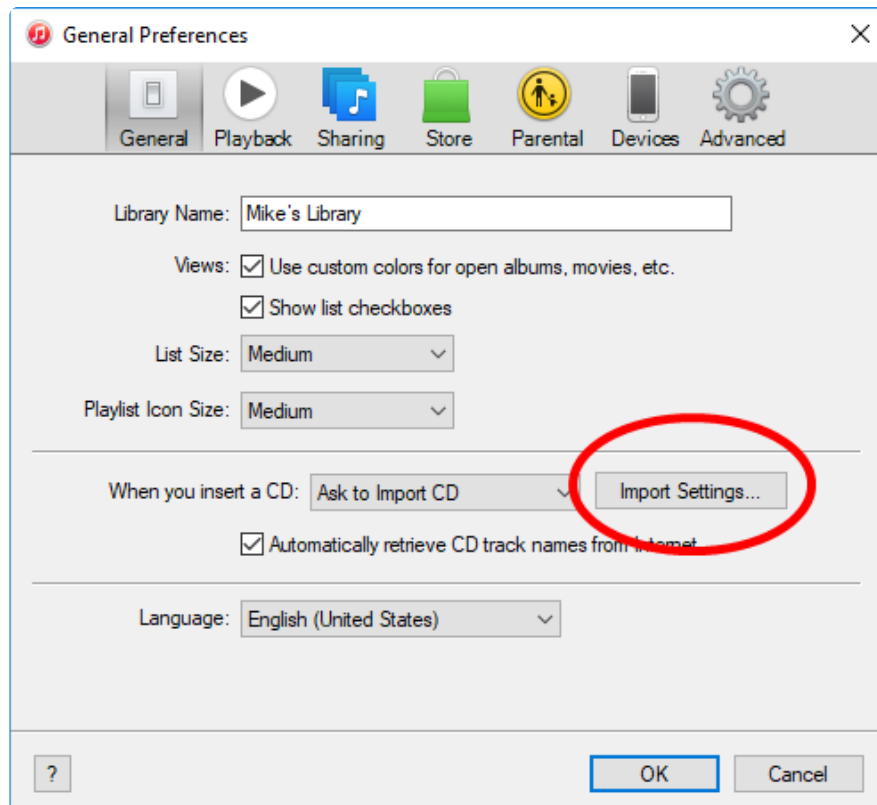 General Preferences
General Playback Sharing Store Parental Devices Advanced
Library Name: Mike's Library
Views: Use custom colors for open albums, movies, etc.
Show list checkboxes
List Size: Medium
Playlist Icon Size: Medium
When you insert a CD: Ask to Import CD Import Settings...
Automatically retrieve CD track names from Internet
Language: English (United States)
? OK Cancel